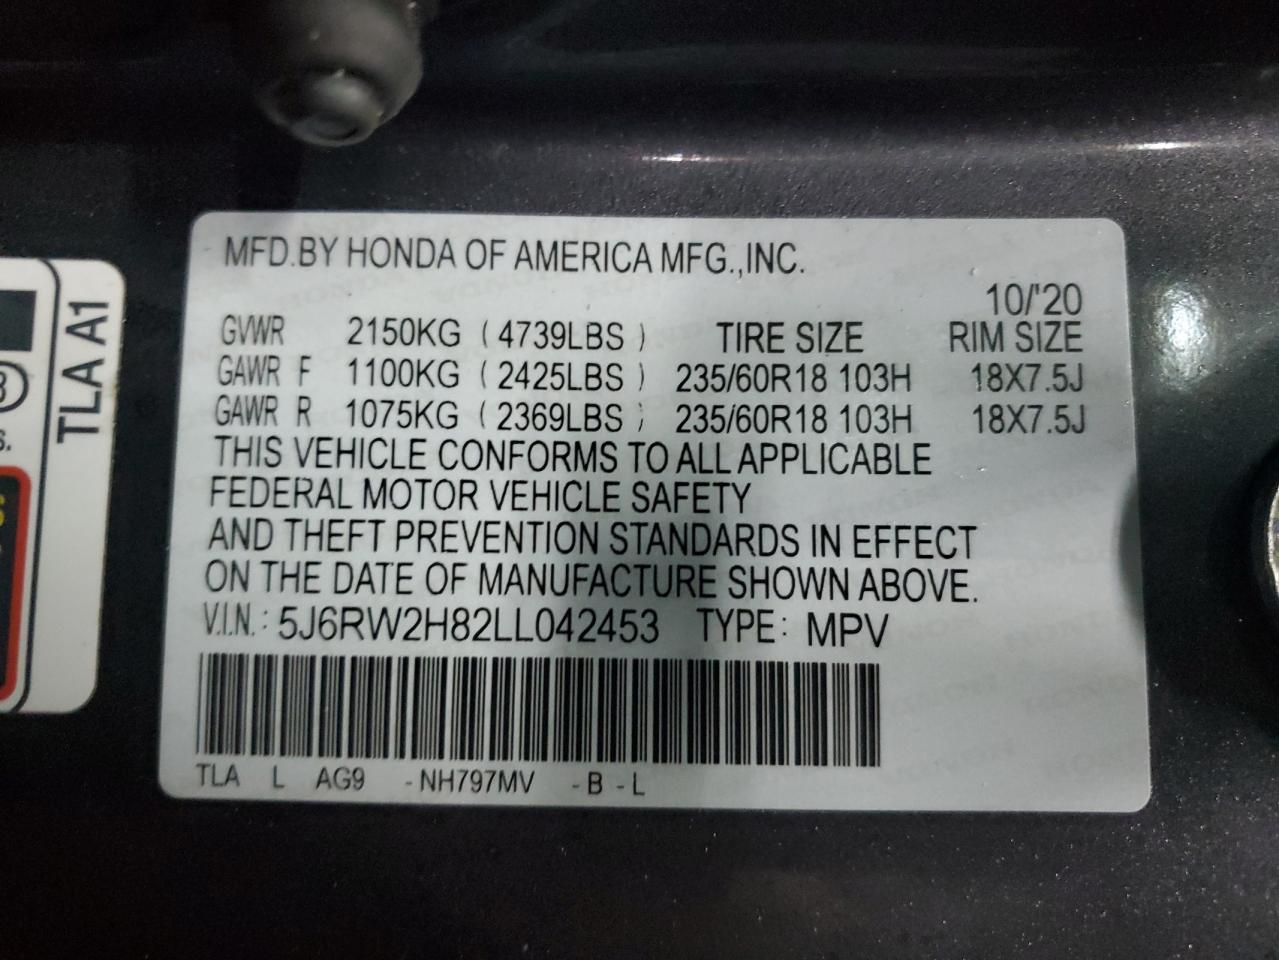 MFD.BY HONDA OF AMERICA MFG.,INC.
10/'20
GVWR 2150KG ( 4739LBS ) TIRE SIZE RIM SIZE
GAWR F 1100KG ( 2425LBS ) 235/60R18 103H 18X7.5J
GAWR R 1075KG ( 2369LBS ) 235/60R18 103H 18X7.5J
THIS VEHICLE CONFORMS TO ALL APPLICABLE
FEDERAL MOTOR VEHICLE SAFETY
AND THEFT PREVENTION STANDARDS IN EFFECT
ON THE DATE OF MANUFACTURE SHOWN ABOVE.
V.I.N.: 5J6RW2H82LL042453 TYPE: MPV
TLA L AG9 -NH797MV -B -L
TLA A1